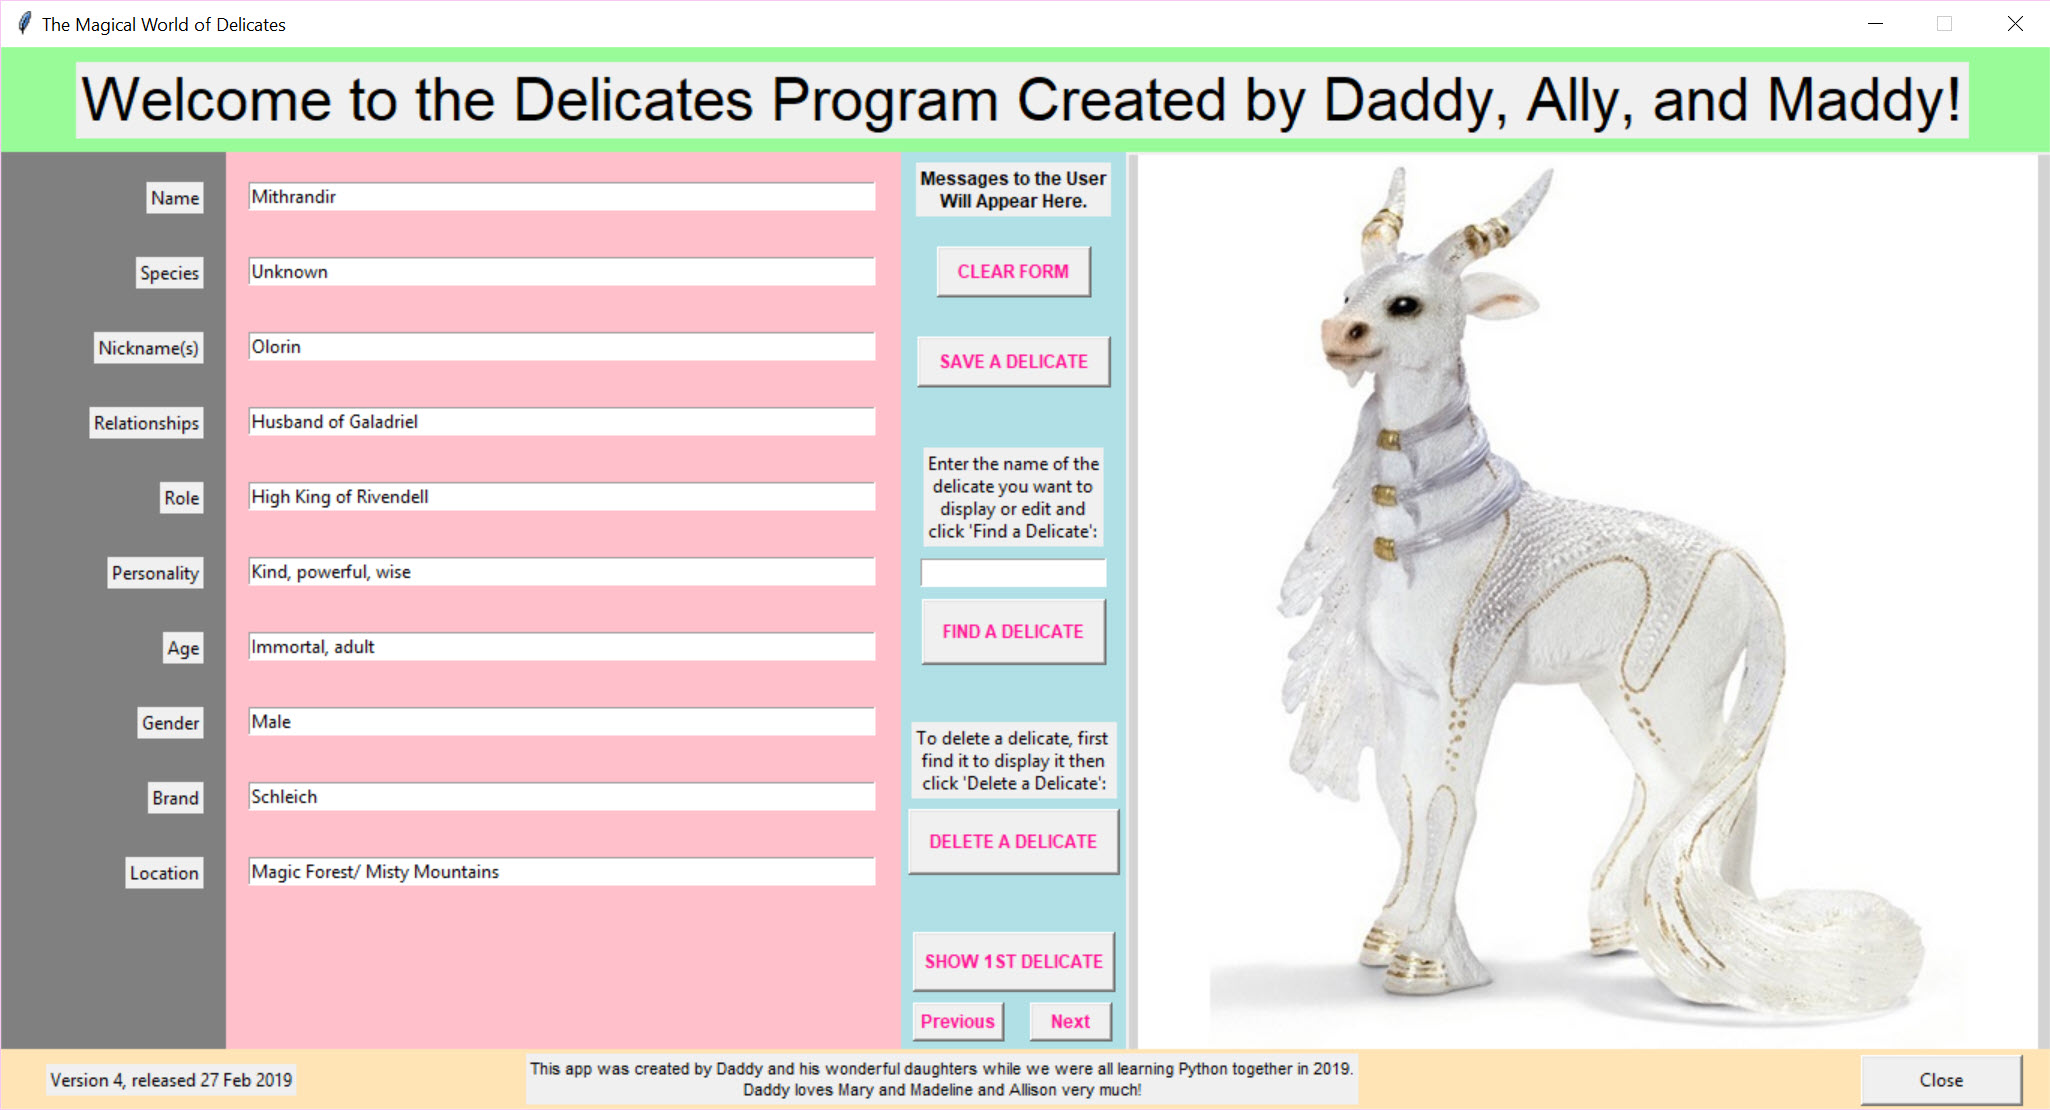 The Magical World of Delicates
Welcome to the Delicates Program Created by Daddy, Ally, and Maddy!
Name
Mithrandir
Species
Unknown
Nickname(s)
Olorin
Relationships
Husband of Galadriel
Role
High King of Rivendell
Personality
Kind, powerful, wise
Age
Immortal, adult
Gender
Male
Brand
Schleich
Location
Magic Forest/ Misty Mountains
Messages to the User
Will Appear Here.
CLEAR FORM
SAVE A DELICATE
Enter the name of the
delicate you want to
display or edit and
click 'Find a Delicate':
FIND A DELICATE
To delete a delicate, first
find it to display it then
click 'Delete a Delicate':
DELETE A DELICATE
SHOW 1ST DELICATE
Previous
Next
Version 4, released 27 Feb 2019
This app was created by Daddy and his wonderful daughters while we were all learning Python together in 2019.
Daddy loves Mary and Madeline and Allison very much!
Close